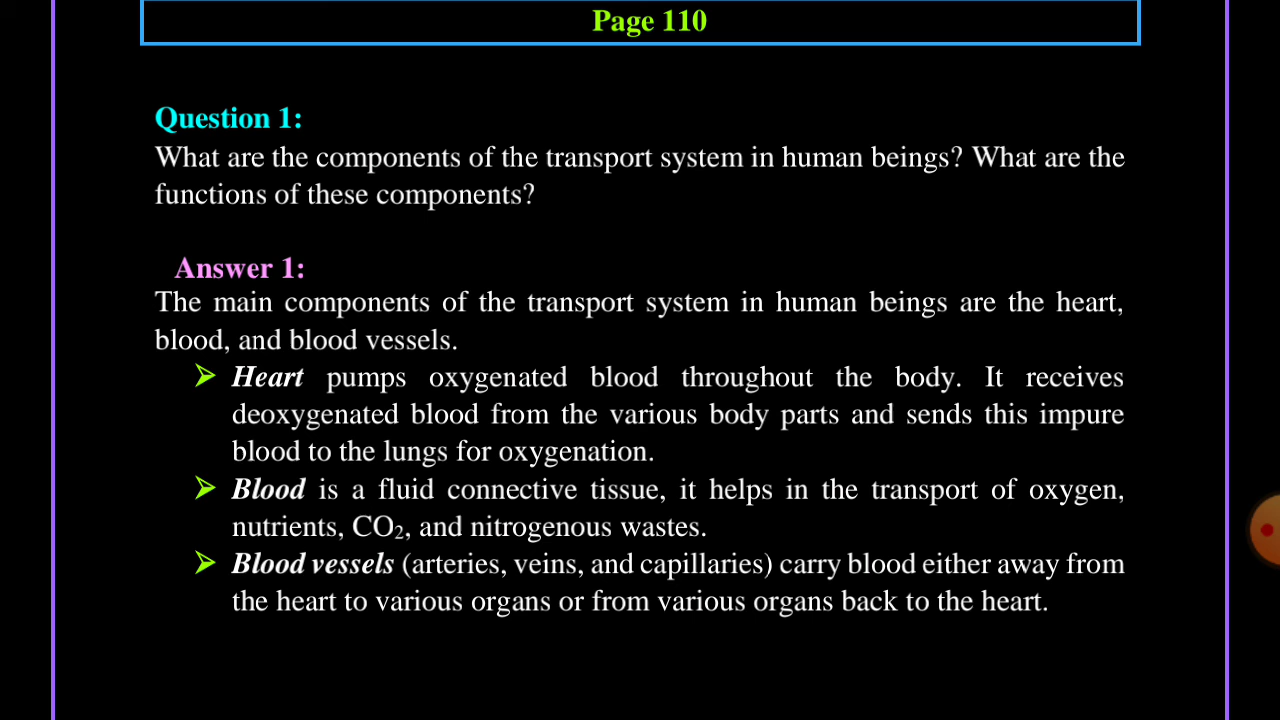 Page 110
Question 1:
What are the components of the transport system in human beings? What are the
functions of these components?
Answer 1:
The main components of the transport system in human beings are the heart,
blood, and blood vessels.
➢ Heart pumps oxygenated blood throughout the body. It receives
deoxygenated blood from the various body parts and sends this impure
blood to the lungs for oxygenation.
➢ Blood is a fluid connective tissue, it helps in the transport of oxygen,
nutrients, CO₂, and nitrogenous wastes.
➢ Blood vessels (arteries, veins, and capillaries) carry blood either away from
the heart to various organs or from various organs back to the heart.